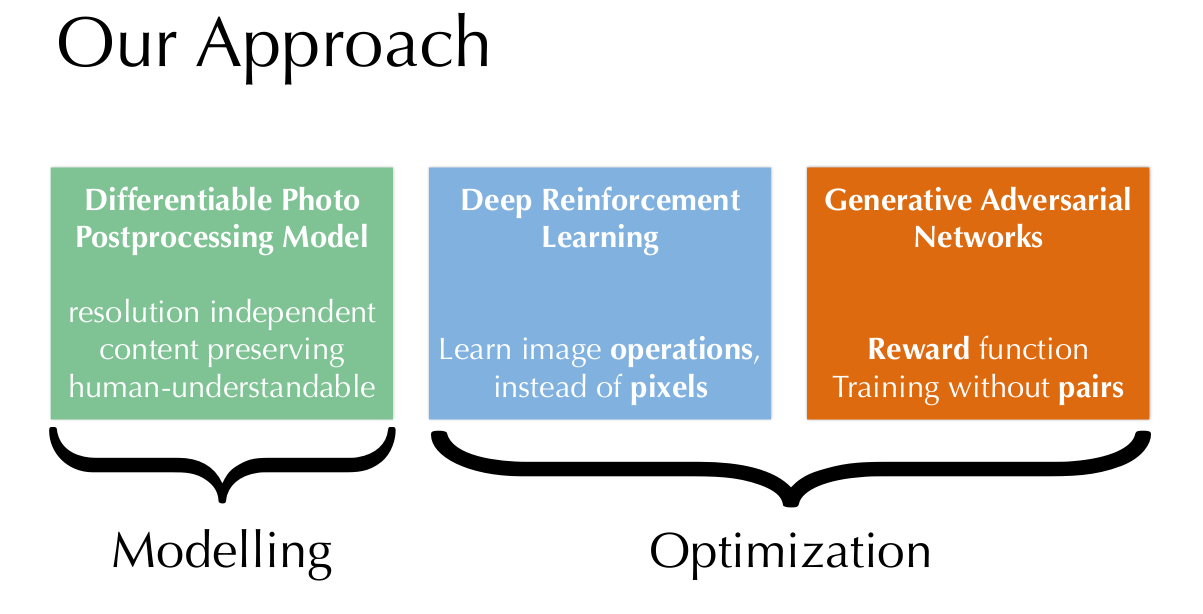 Our Approach
Differentiable Photo
Postprocessing Model
resolution independent
content preserving
human-understandable
Deep Reinforcement
Learning
Learn image operations,
instead of pixels
Generative Adversarial
Networks
Reward function
Training without pairs
Modelling
Optimization